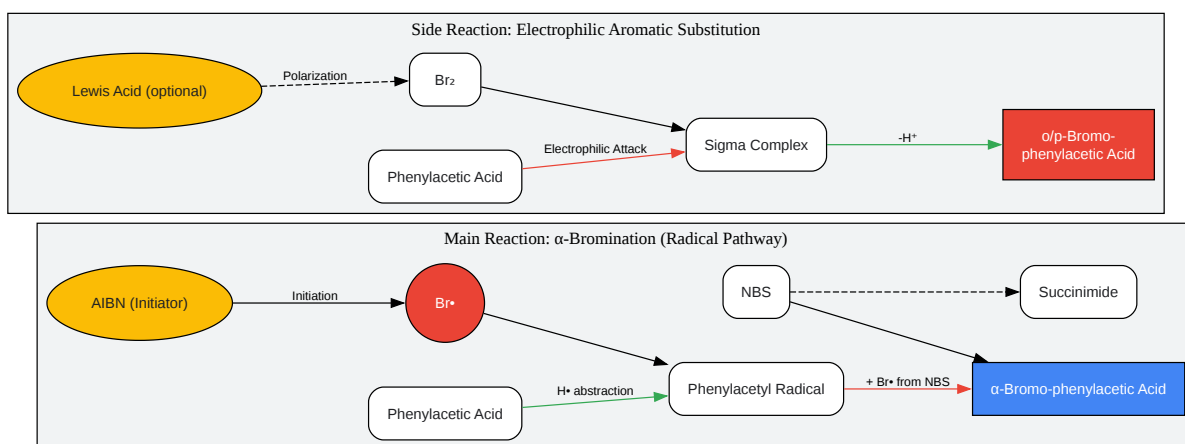 Side Reaction: Electrophilic Aromatic Substitution
Lewis Acid (optional)
Polarization
Br₂
Phenylacetic Acid
Electrophilic Attack
Sigma Complex
-H⁺
o/p-Bromo-
phenylacetic Acid
Main Reaction: α-Bromination (Radical Pathway)
AIBN (Initiator)
Initiation
Br•
NBS
Succinimide
Phenylacetic Acid
H• abstraction
Phenylacetyl Radical
+ Br• from NBS
α-Bromo-phenylacetic Acid